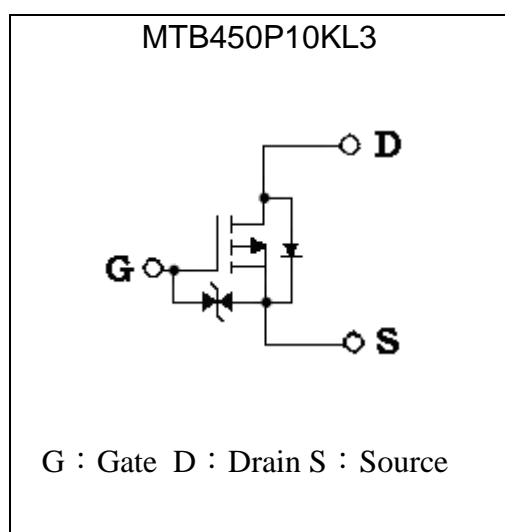 MTB450P10KL3
D
G
S
G：Gate D：Drain S：Source